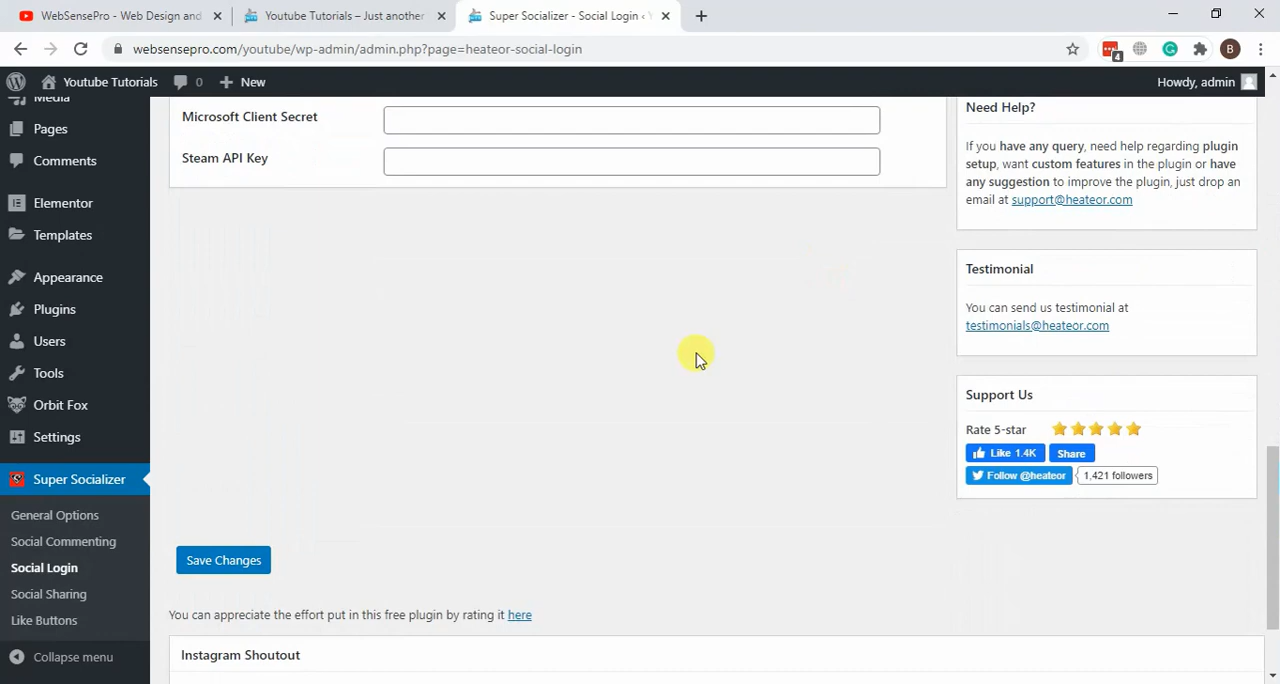 WebSensePro - Web Design and
Youtube Tutorials – Just another
Super Socializer - Social Login ‹
websensepro.com/youtube/wp-admin/admin.php?page=heateor-social-login
4
B
Youtube Tutorials
0
New
Howdy, admin
Media
Pages
Comments
Elementor
Templates
Appearance
Plugins
Users
Tools
Orbit Fox
Settings
Super Socializer
General Options
Social Commenting
Social Login
Social Sharing
Like Buttons
Collapse menu
Microsoft Client Secret
Steam API Key
Save Changes
You can appreciate the effort put in this free plugin by rating it here
Instagram Shoutout
Need Help?
If you have any query, need help regarding plugin
setup, want custom features in the plugin or have
any suggestion to improve the plugin, just drop an
email at support@heateor.com
Testimonial
You can send us testimonial at
testimonials@heateor.com
Support Us
Rate 5-star
Like 1.4K
Share
Follow @heateor
1,421 followers